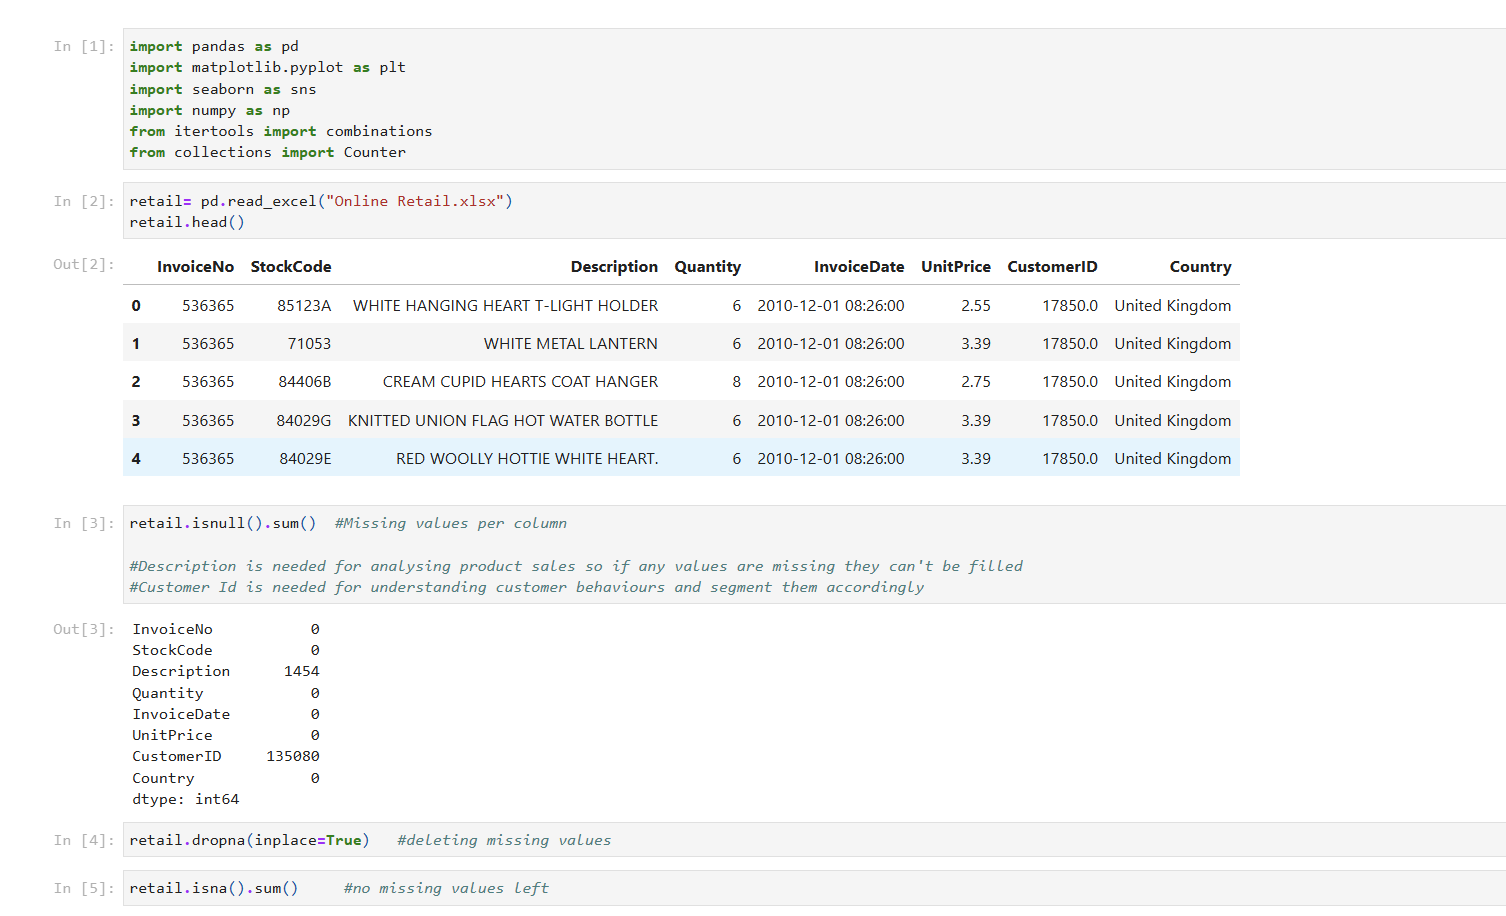 In [1]: import pandas as pd
import matplotlib.pyplot as plt
import seaborn as sns
import numpy as np
from itertools import combinations
from collections import Counter
In [2]: retail= pd.read_excel("Online Retail.xlsx")
retail.head()
Out[2]: InvoiceNo StockCode Description Quantity InvoiceDate UnitPrice CustomerID Country
0 536365 85123A WHITE HANGING HEART T-LIGHT HOLDER 6 2010-12-01 08:26:00 2.55 17850.0 United Kingdom
1 536365 71053 WHITE METAL LANTERN 6 2010-12-01 08:26:00 3.39 17850.0 United Kingdom
2 536365 84406B CREAM CUPID HEARTS COAT HANGER 8 2010-12-01 08:26:00 2.75 17850.0 United Kingdom
3 536365 84029G KNITTED UNION FLAG HOT WATER BOTTLE 6 2010-12-01 08:26:00 3.39 17850.0 United Kingdom
4 536365 84029E RED WOOLLY HOTTIE WHITE HEART. 6 2010-12-01 08:26:00 3.39 17850.0 United Kingdom
In [3]: retail.isnull().sum() #Missing values per column
#Description is needed for analysing product sales so if any values are missing they can't be filled
#Customer Id is needed for understanding customer behaviours and segment them accordingly
Out[3]: InvoiceNo 0
StockCode 0
Description 1454
Quantity 0
InvoiceDate 0
UnitPrice 0
CustomerID 135080
Country 0
dtype: int64
In [4]: retail.dropna(inplace=True) #deleting missing values
In [5]: retail.isna().sum() #no missing values left